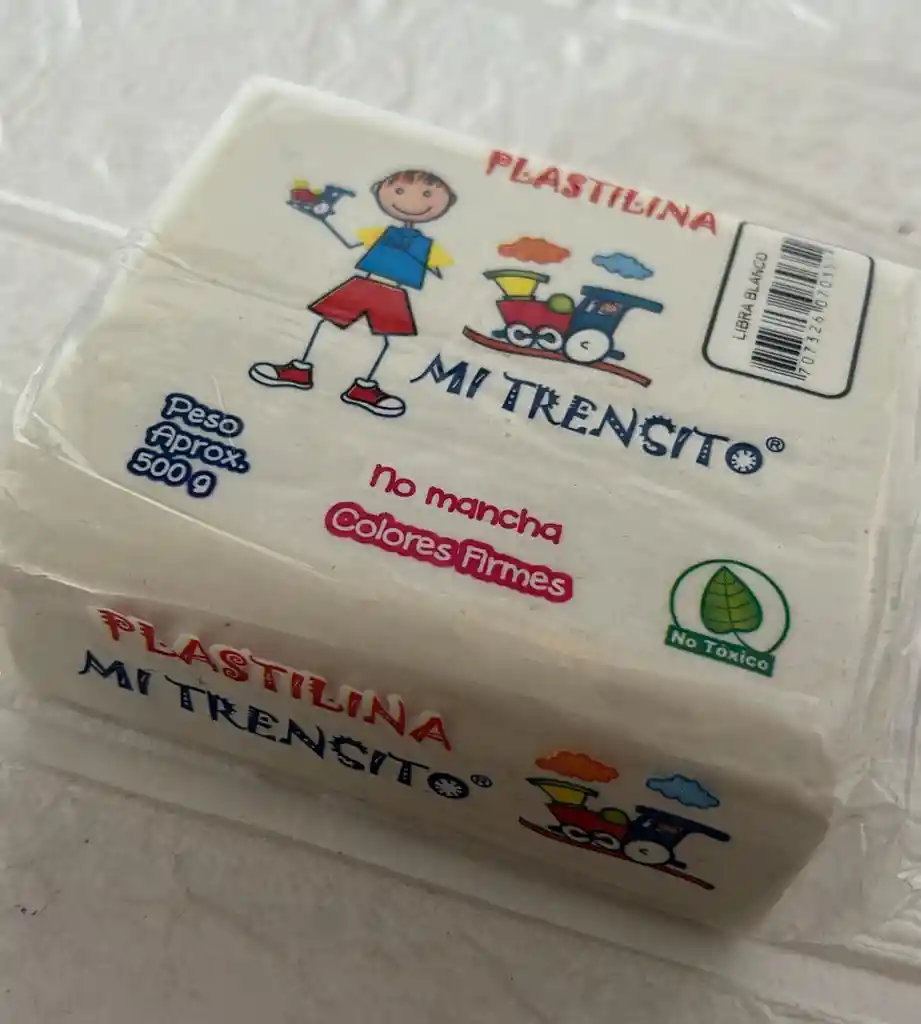 PLASTILINA
LIBRA BLANCO
MI TRENSITO®
Peso
Aprox.
500 g
No mancha
Colores Firmes
No Tóxico
PLASTILINA
MI TRENSITO®